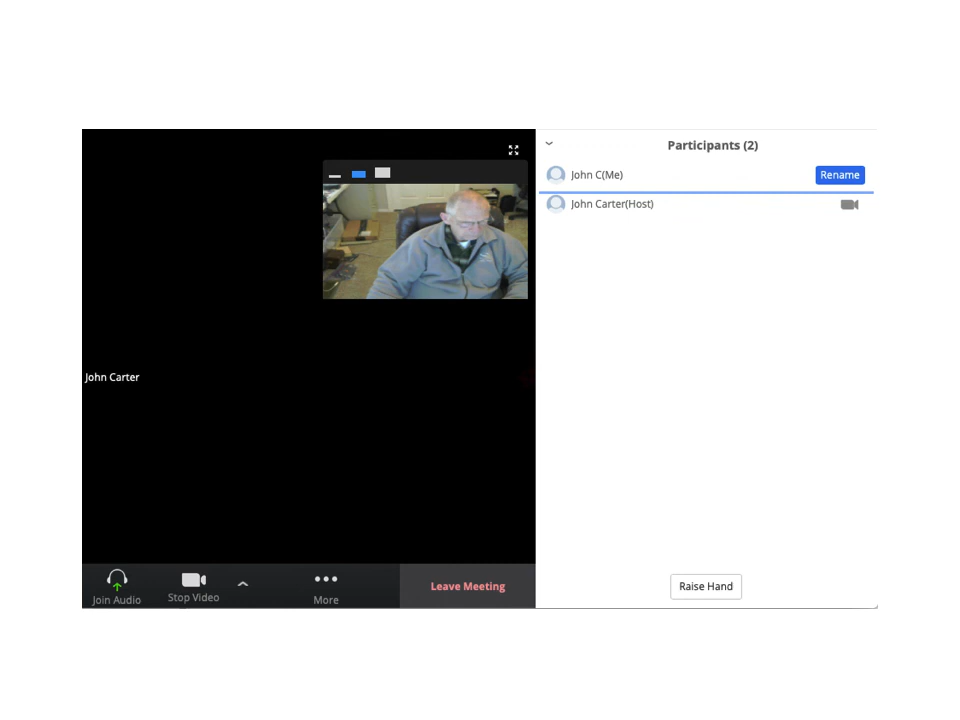 Participants (2)
John C(Me)
Rename
John Carter(Host)
John Carter
Join Audio
Stop Video
More
Leave Meeting
Raise Hand